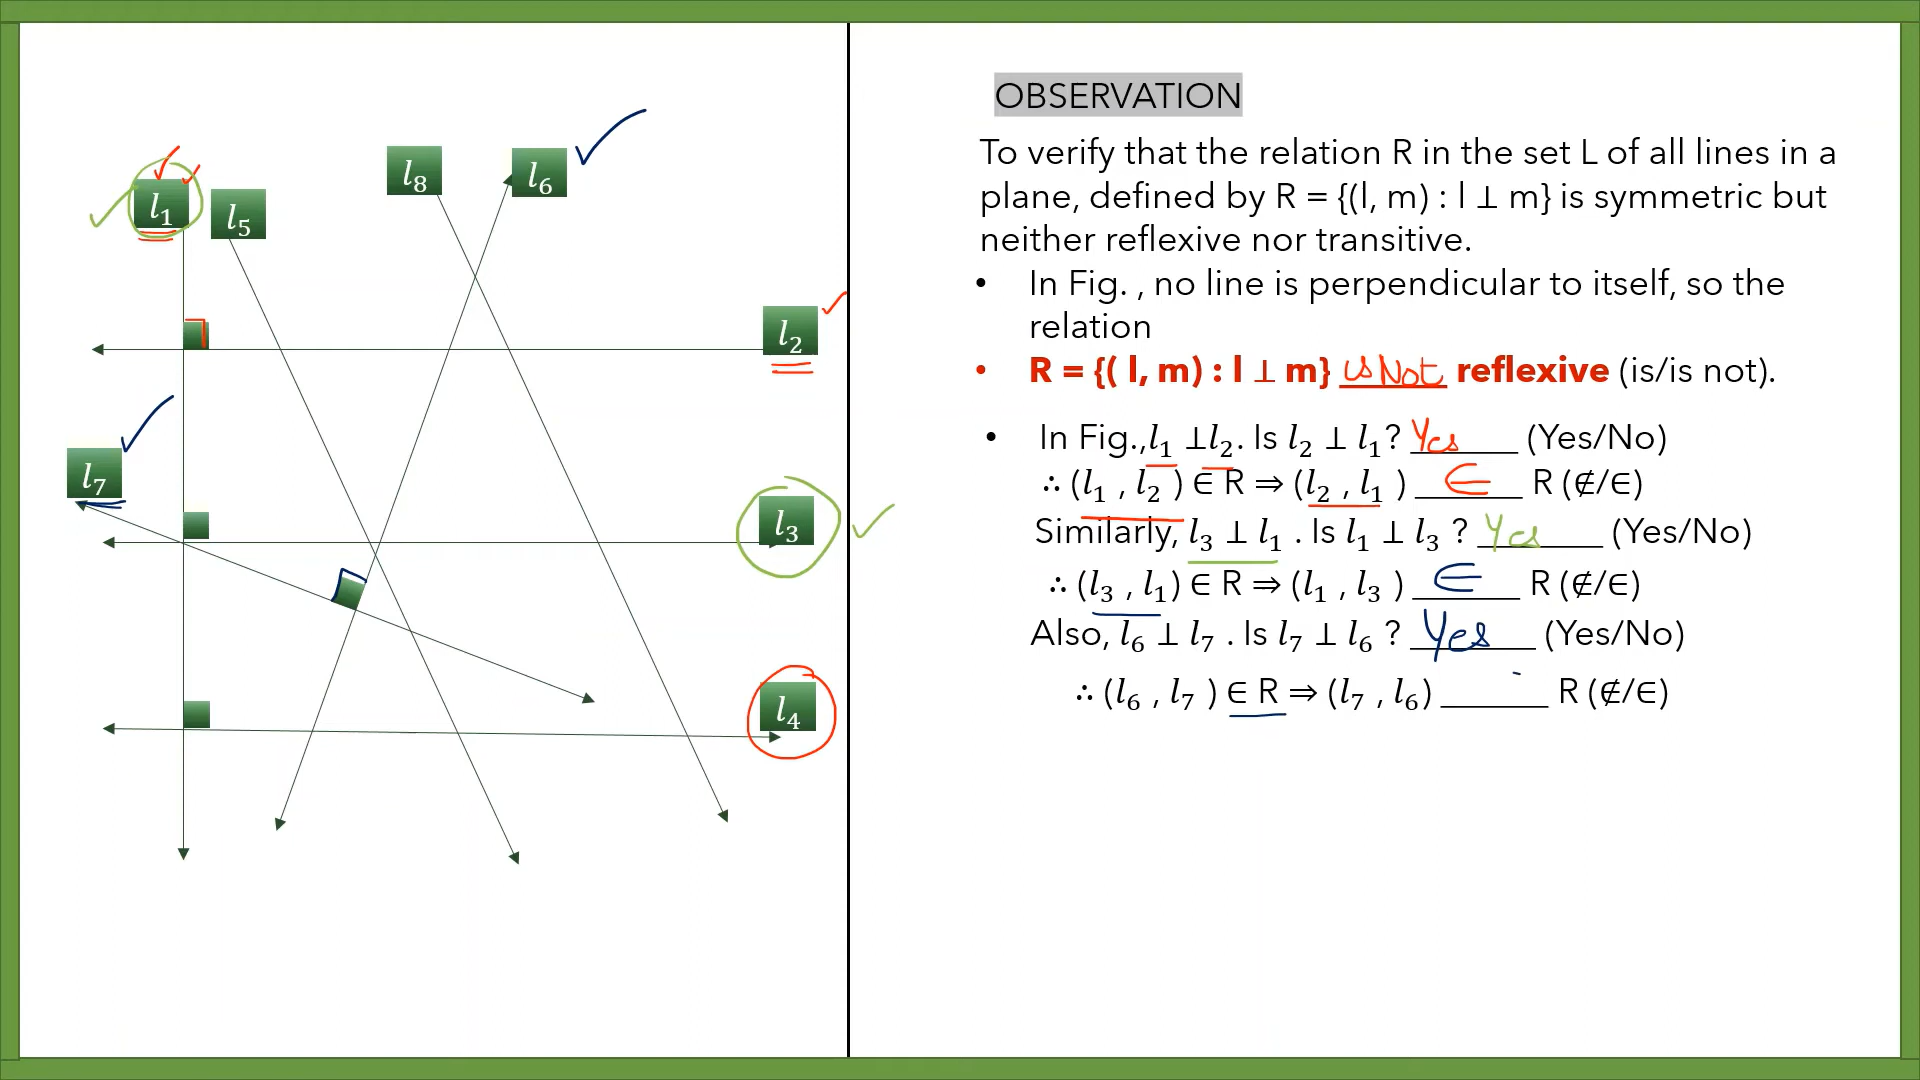 l₁
l₅
l₈
l₆
l₂
l₇
l₃
l₄
OBSERVATION
To verify that the relation R in the set L of all lines in a
plane, defined by R = {(l, m) : l ⊥ m} is symmetric but
neither reflexive nor transitive.
• In Fig. , no line is perpendicular to itself, so the
relation
• R = {( l, m) : l ⊥ m} is Not reflexive (is/is not).
• In Fig.,l₁ ⊥l₂. Is l₂ ⊥ l₁? Yes (Yes/No)
∴ (l₁ , l₂ ) ∈ R ⇒ (l₂ , l₁ ) ∈ R (∉/∈)
Similarly, l₃ ⊥ l₁ . Is l₁ ⊥ l₃ ? Yes (Yes/No)
∴ (l₃ , l₁) ∈ R ⇒ (l₁ , l₃ ) ∈ R (∉/∈)
Also, l₆ ⊥ l₇ . Is l₇ ⊥ l₆ ? Yes (Yes/No)
∴ (l₆ , l₇ ) ∈ R ⇒ (l₇ , l₆) ______ R (∉/∈)